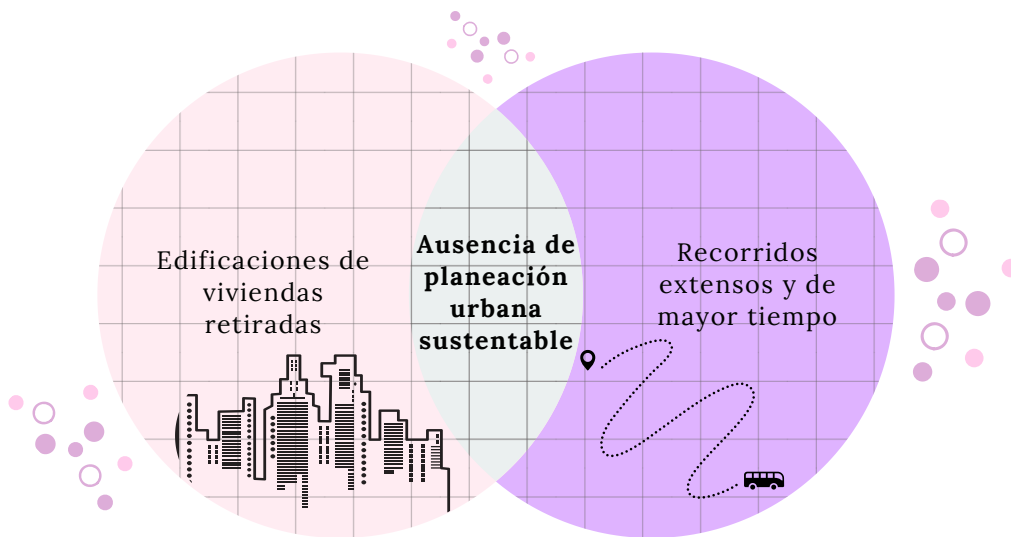 Edificaciones de
viviendas
retiradas
Ausencia de
planeación
urbana
sustentable
Recorridos
extensos y de
mayor tiempo